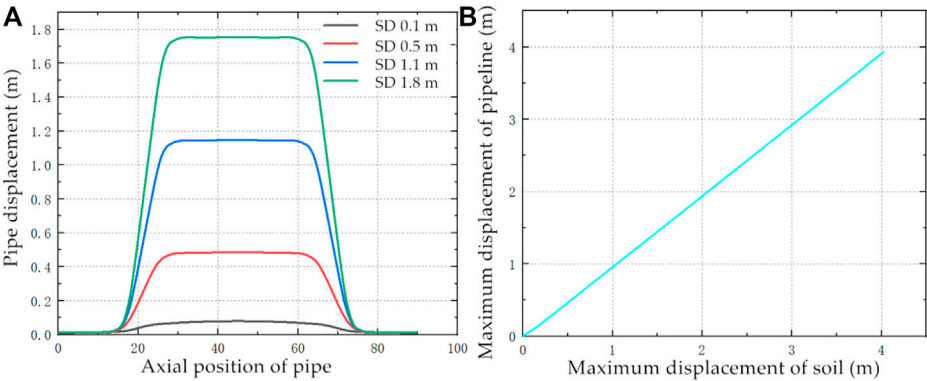 A
SD 0.1 m
SD 0.5 m
SD 1.1 m
SD 1.8 m
1.8
1.6
1.4
1.2
1.0
0.8
0.6
0.4
0.2
0.0
0 20 40 60 80 100
Pipe displacement (m)
Axial position of pipe
B
4
3
2
1
0
0 1 2 3 4
Maximum displacement of pipeline (m)
Maximum displacement of soil (m)